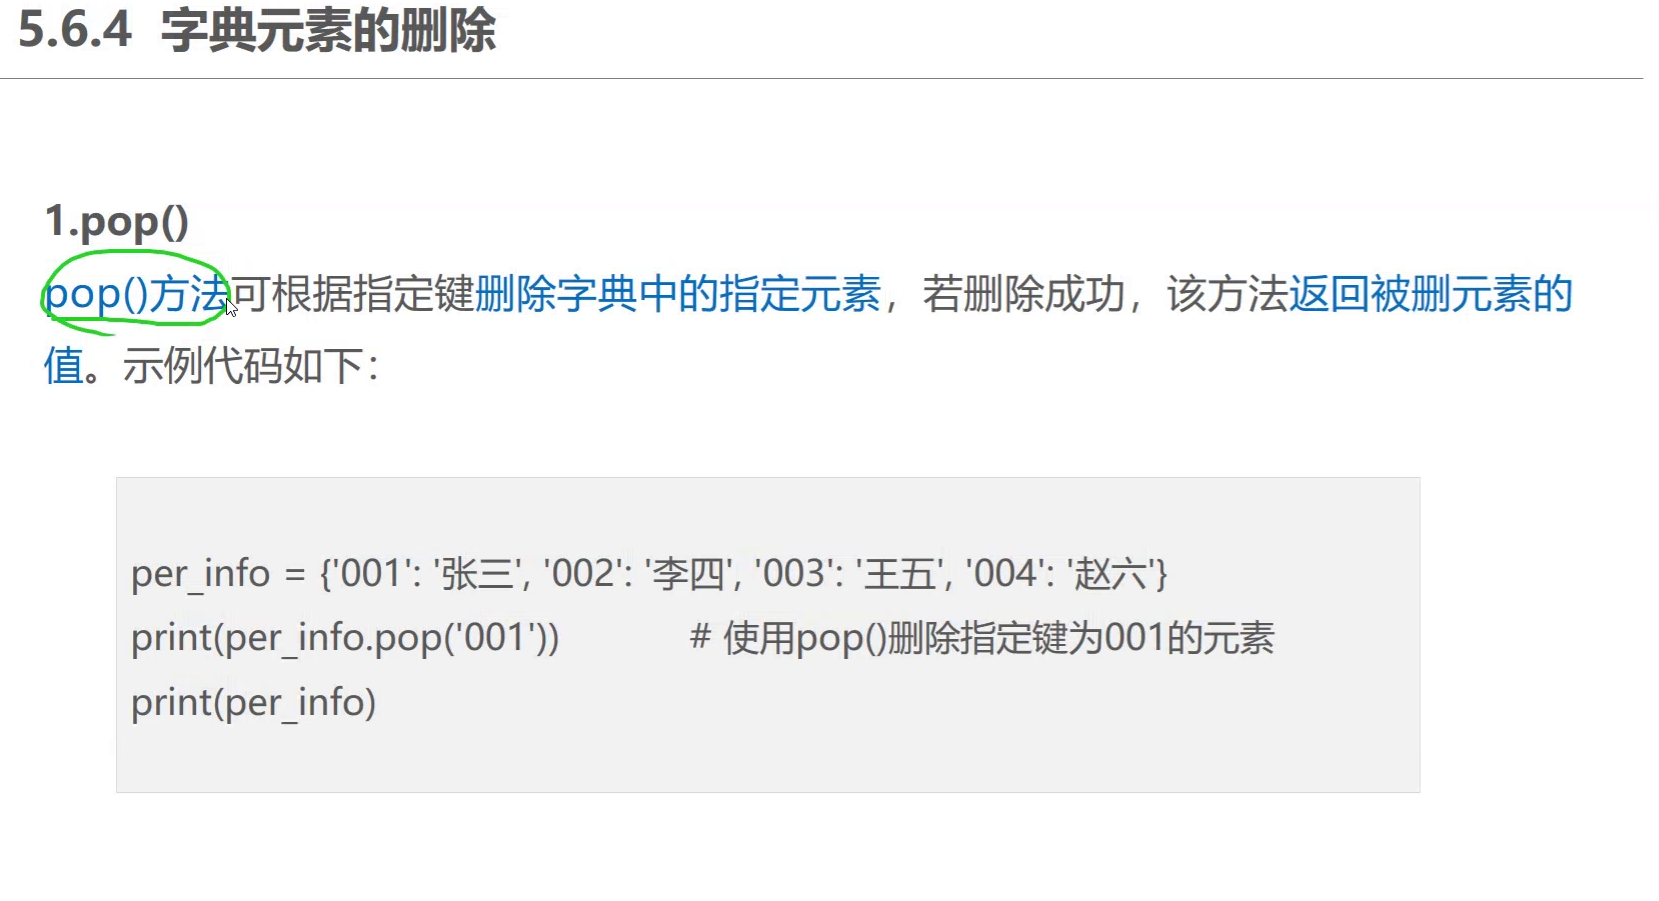 5.6.4 字典元素的删除
1.pop()
pop()方法可根据指定键删除字典中的指定元素，若删除成功，该方法返回被删元素的
值。示例代码如下：
per_info = {'001': '张三', '002': '李四', '003': '王五', '004': '赵六'}
print(per_info.pop('001')) # 使用pop()删除指定键为001的元素
print(per_info)